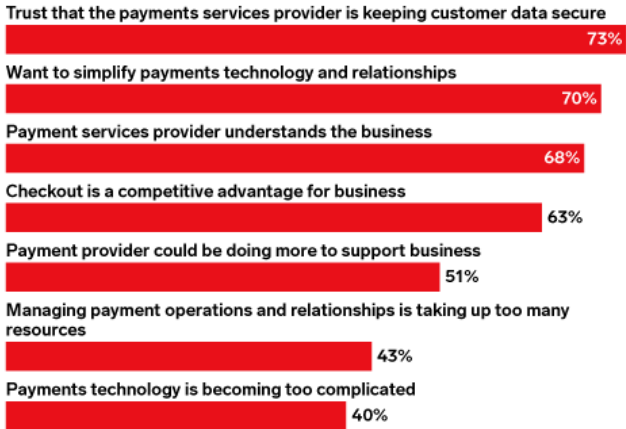 Trust that the payments services provider is keeping customer data secure
73%
Want to simplify payments technology and relationships
70%
Payment services provider understands the business
68%
Checkout is a competitive advantage for business
63%
Payment provider could be doing more to support business
51%
Managing payment operations and relationships is taking up too many
resources
43%
Payments technology is becoming too complicated
40%